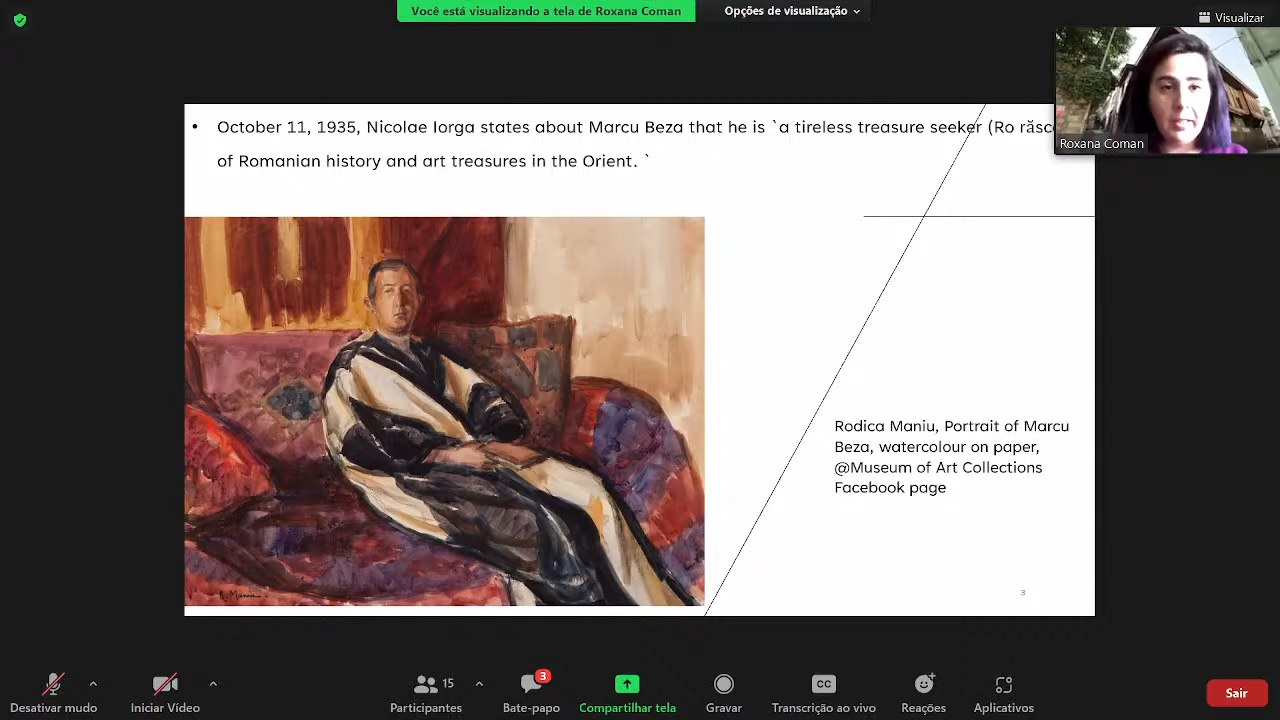 Você está visualizando a tela de Roxana Coman
Opções de visualização
Visualizar
Roxana Coman
• October 11, 1935, Nicolae Iorga states about Marcu Beza that he is `a tireless treasure seeker (Ro răsco
of Romanian history and art treasures in the Orient. `
Rodica Maniu, Portrait of Marcu
Beza, watercolour on paper,
@Museum of Art Collections
Facebook page
R. Maniu
3
Desativar mudo
Iniciar Vídeo
15
Participantes
3
Bate-papo
Compartilhar tela
Gravar
CC
Transcrição ao vivo
Reações
Aplicativos
Sair